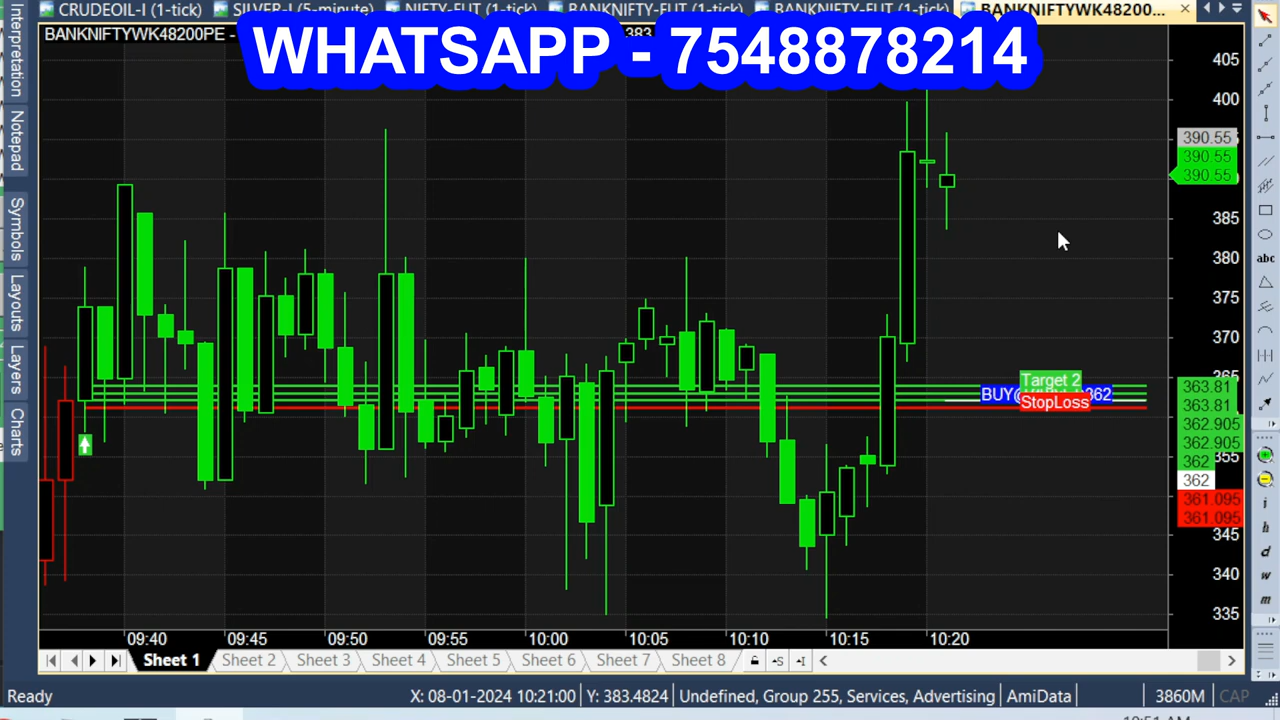 CRUDEOIL-I (1-tick) SILVER-I (5-minute) NIFTY-FUT (1-tick) BANKNIFTY-FUT (1-tick) BANKNIFTY-FUT (1-tick) BANKNIFTYWK48200...
BANKNIFTYWK48200PE -
WHATSAPP - 7548878214
Interpretation
Notepad
Symbols
Layouts
Layers
Charts
405
400
390.55
390.55
390.55
385
380
375
370
365
363.81
363.81
362.905
362.905
362
355
362
361.095
361.095
345
340
335
Target 2
StopLoss
abc
i
h
d
w
m
09:40 09:45 09:50 09:55 10:00 10:05 10:10 10:15 10:20
Sheet 1 Sheet 2 Sheet 3 Sheet 4 Sheet 5 Sheet 6 Sheet 7 Sheet 8
Ready X: 08-01-2024 10:21:00 Y: 383.4824 Undefined, Group 255, Services, Advertising AmiData 3860M CAP